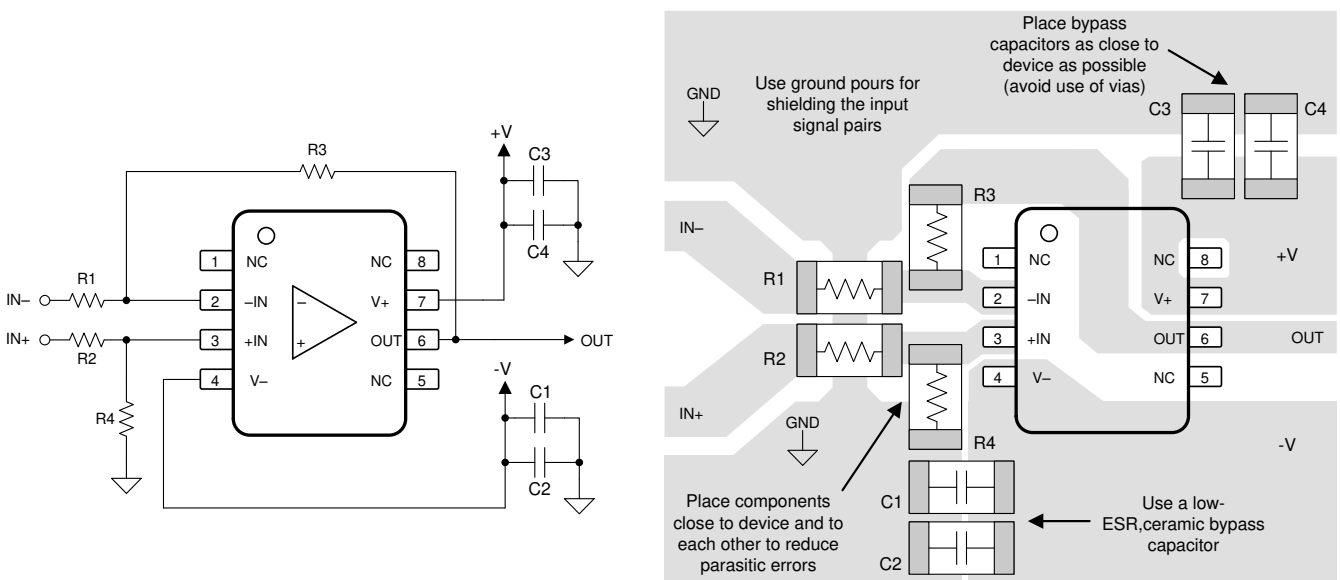 +V
C3
C4
R3
1
NC
NC
8
IN–
R1
2
–IN
V+
7
–
IN+
R2
3
+IN
+
OUT
6
OUT
4
V–
NC
5
R4
-V
C1
C2
Place bypass
capacitors as close to
device as possible
(avoid use of vias)
GND
Use ground pours for
shielding the input
signal pairs
C3
C4
R3
IN–
1
NC
NC
8
+V
R1
2
–IN
V+
7
3
+IN
OUT
6
OUT
R2
4
V–
NC
5
IN+
GND
R4
-V
C1
C2
Place components
close to device and to
each other to reduce
parasitic errors
Use a low-
ESR,ceramic bypass
capacitor